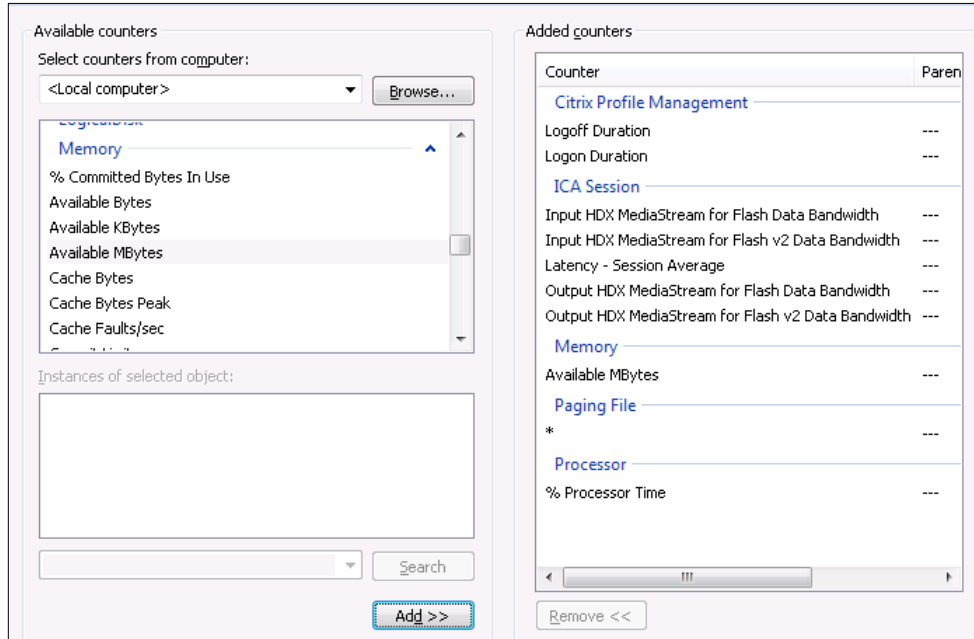 Available counters
Select counters from computer:
<Local computer>
Browse...
Memory
% Committed Bytes In Use
Available Bytes
Available KBytes
Available MBytes
Cache Bytes
Cache Bytes Peak
Cache Faults/sec
Instances of selected object:
Search
Add >>
Added counters
Counter Paren
Citrix Profile Management
Logoff Duration ---
Logon Duration ---
ICA Session
Input HDX MediaStream for Flash Data Bandwidth ---
Input HDX MediaStream for Flash v2 Data Bandwidth ---
Latency - Session Average ---
Output HDX MediaStream for Flash Data Bandwidth ---
Output HDX MediaStream for Flash v2 Data Bandwidth ---
Memory
Available MBytes ---
Paging File
* ---
Processor
% Processor Time ---
Remove <<